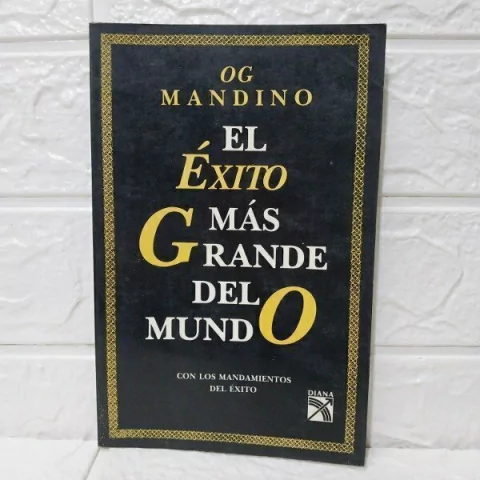 OG
MANDINO
EL
ÉXITO
MÁS
GRANDE
DEL
MUNDO
CON LOS MANDAMIENTOS
DEL ÉXITO
DIANA